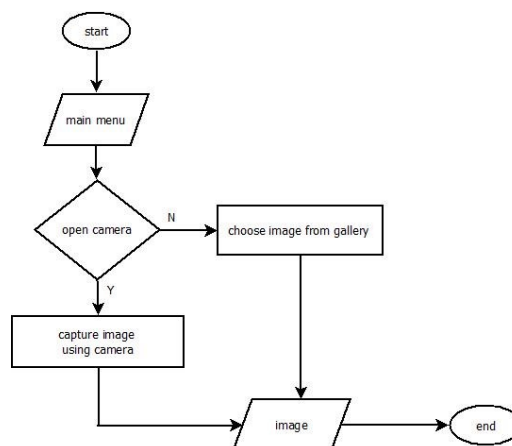 start
main menu
open camera
N
choose image from gallery
Y
capture image
using camera
image
end